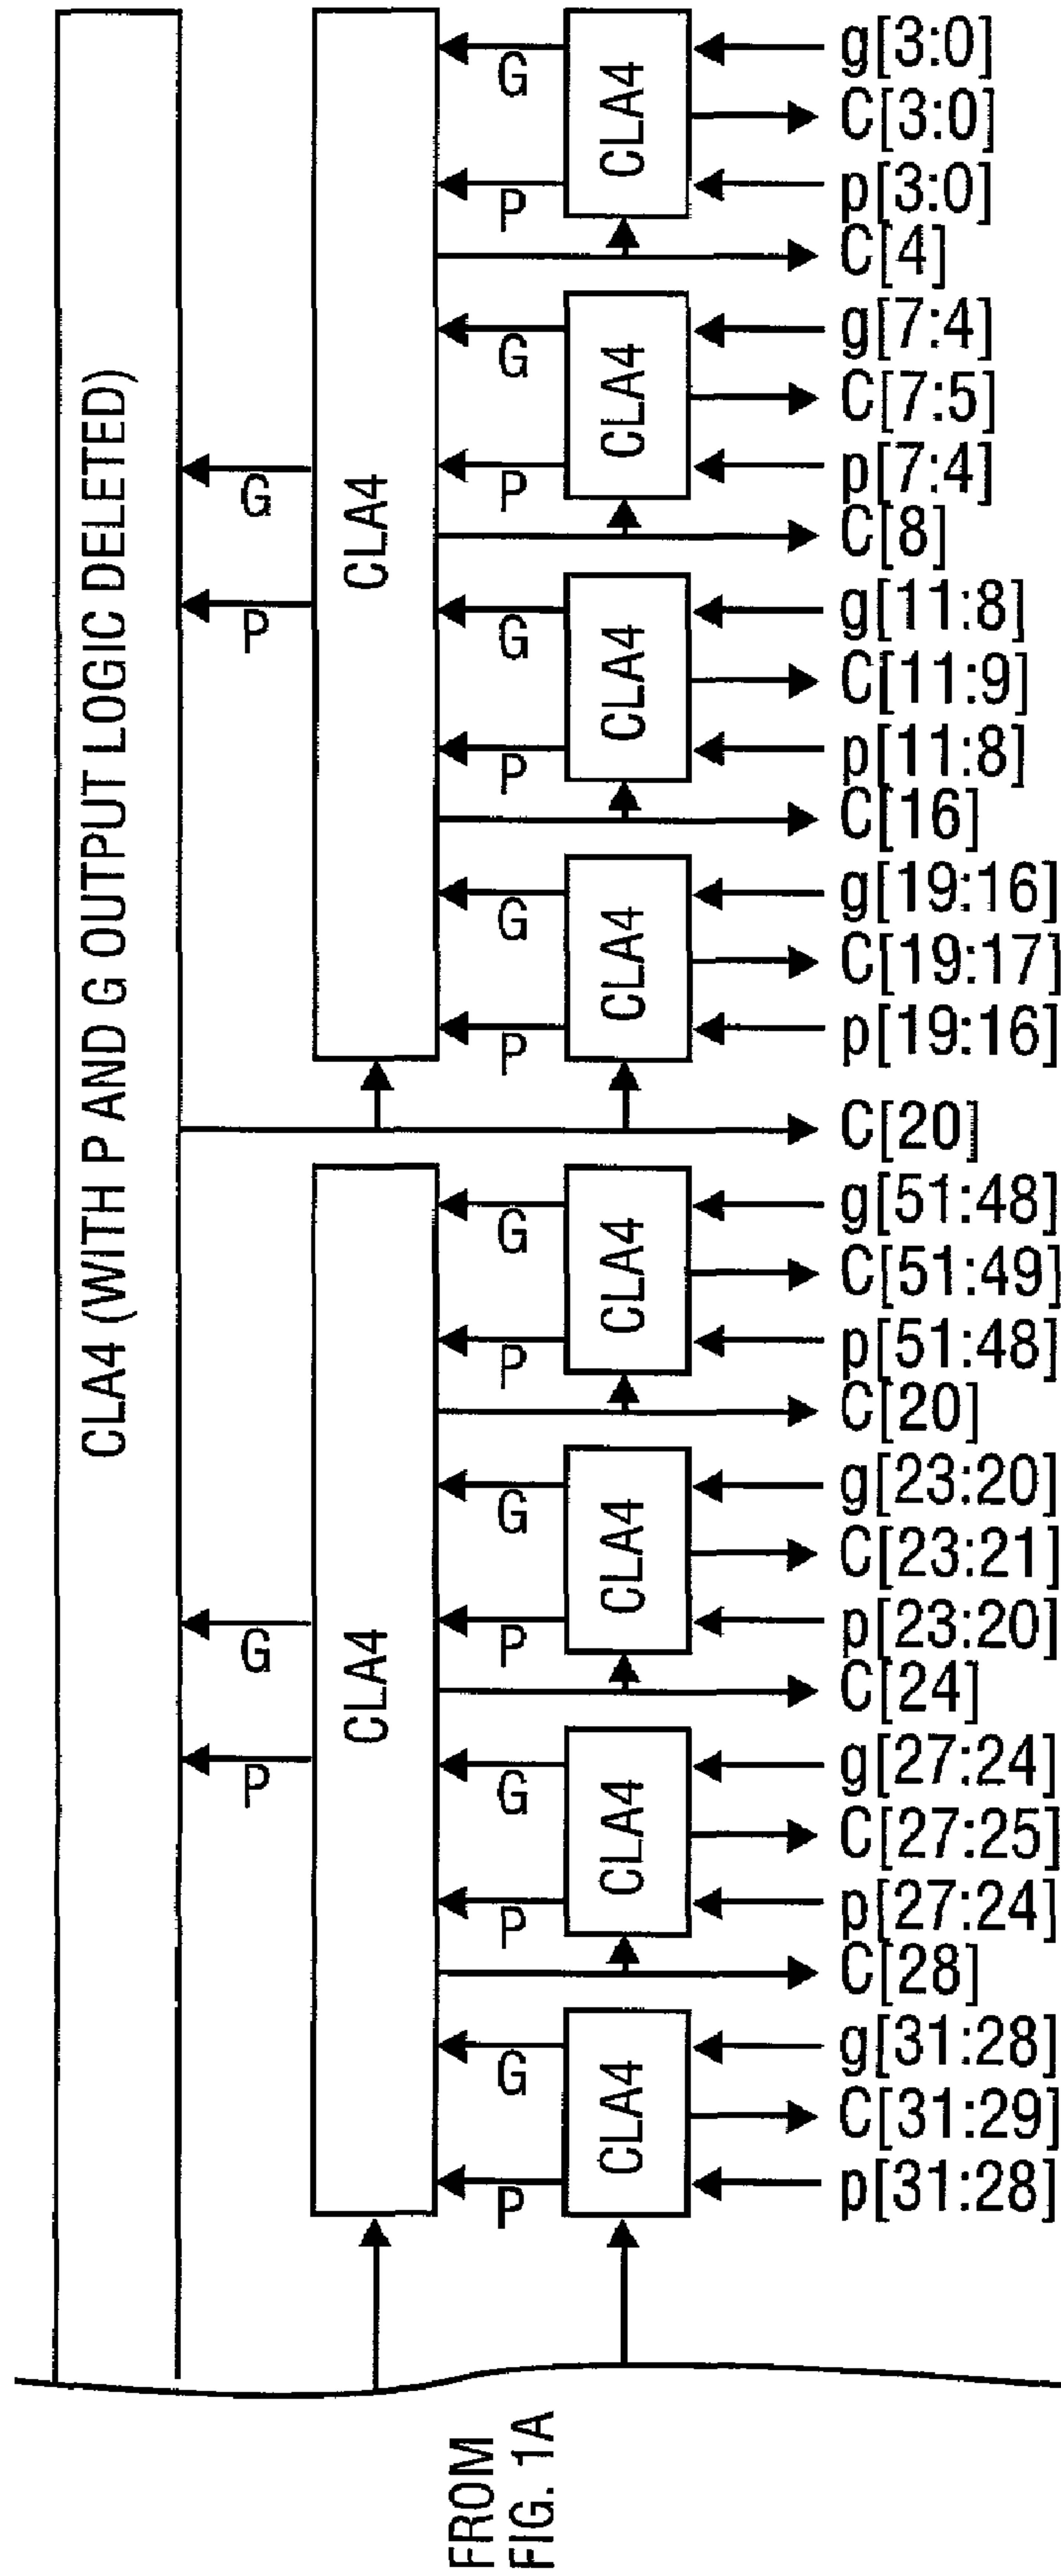 CLA4 (WITH P AND G OUTPUT LOGIC DELETED)
G
P
G
P
CLA4
CLA4
G
P
G
P
G
P
G
P
G
P
G
P
G
P
G
P
CLA4
CLA4
CLA4
CLA4
CLA4
CLA4
CLA4
CLA4
g[3:0]
C[3:0]
p[3:0]
C[4]
g[7:4]
C[7:5]
p[7:4]
C[8]
g[11:8]
C[11:9]
p[11:8]
C[16]
g[19:16]
C[19:17]
p[19:16]
C[20]
g[51:48]
C[51:49]
p[51:48]
C[20]
g[23:20]
C[23:21]
p[23:20]
C[24]
g[27:24]
C[27:25]
p[27:24]
C[28]
g[31:28]
C[31:29]
p[31:28]
FROM
FIG. 1A